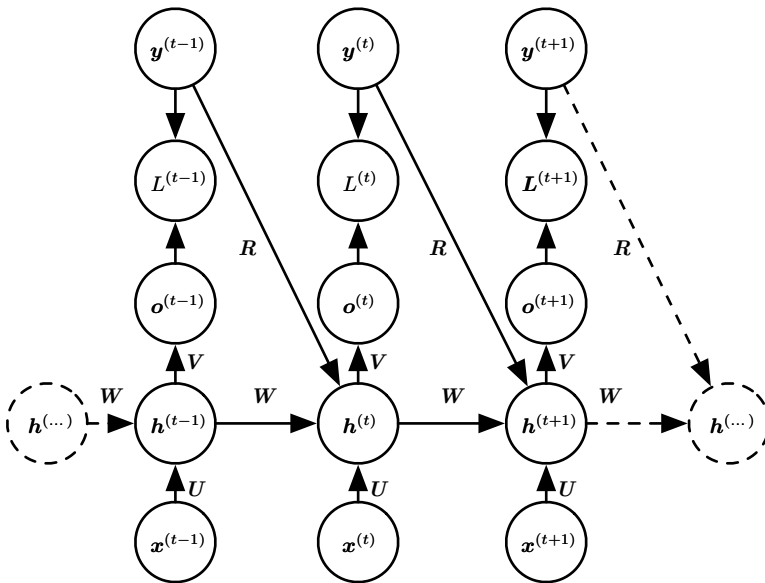 y^(t−1) y^(t) y^(t+1)
L^(t−1) L^(t) L^(t+1)
R R R
o^(t−1) o^(t) o^(t+1)
V V V
W W W W
h^(...) h^(t−1) h^(t) h^(t+1) h^(...)
U U U
x^(t−1) x^(t) x^(t+1)